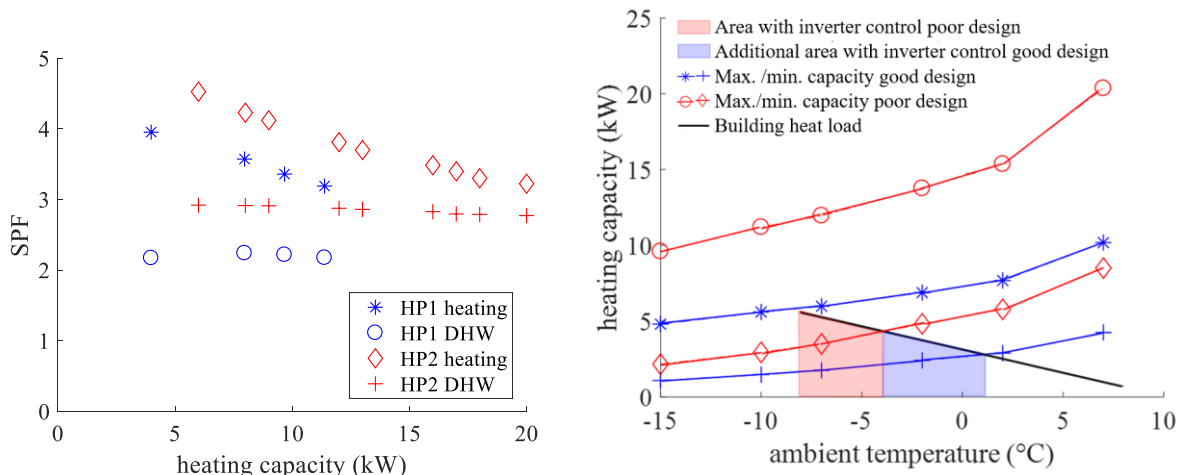 5
4
3
2
1
0
0
5
10
15
20
SPF
heating capacity (kW)
HP1 heating
HP1 DHW
HP2 heating
HP2 DHW
25
20
15
10
5
0
-15
-10
-5
0
5
10
heating capacity (kW)
ambient temperature (°C)
Area with inverter control poor design
Additional area with inverter control good design
Max. /min. capacity good design
Max./min. capacity poor design
Building heat load